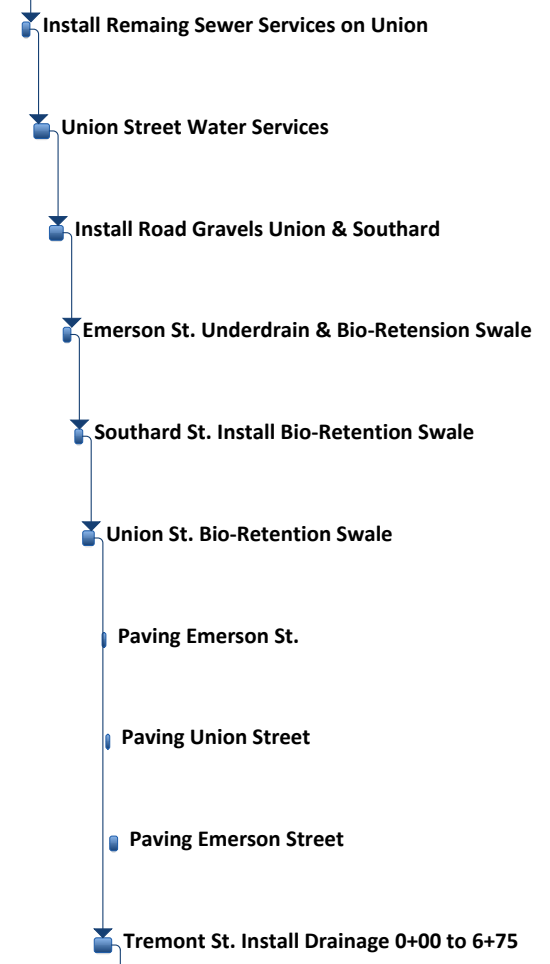 Install Remaing Sewer Services on Union
Union Street Water Services
Install Road Gravels Union & Southard
Emerson St. Underdrain & Bio-Retension Swale
Southard St. Install Bio-Retention Swale
Union St. Bio-Retention Swale
Paving Emerson St.
Paving Union Street
Paving Emerson Street
Tremont St. Install Drainage 0+00 to 6+75